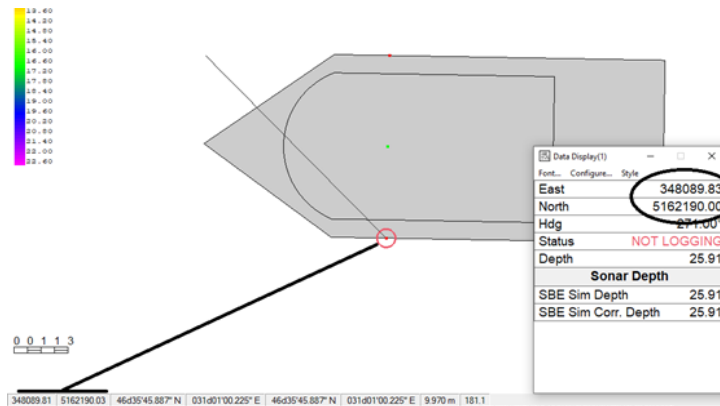 13.60
14.20
14.80
15.40
16.00
16.60
17.20
17.80
18.40
19.00
19.60
20.20
20.80
21.40
22.00
22.60
Data Display(1)
Font... Configure... Style
East 348089.83
North 5162190.00
Hdg 271.00
Status NOT LOGGING
Depth 25.91
Sonar Depth
SBE Sim Depth 25.91
SBE Sim Corr. Depth 25.91
0 0 1 1 3
348089.81 5162190.03 46d35'45.887" N 031d01'00.225" E 46d35'45.887" N 031d01'00.225" E 9.970 m 181.1